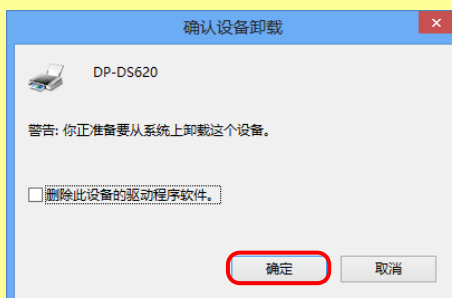 确认设备卸载
DP-DS620
警告: 你正准备要从系统上卸载这个设备。
删除此设备的驱动程序软件。
确定
取消